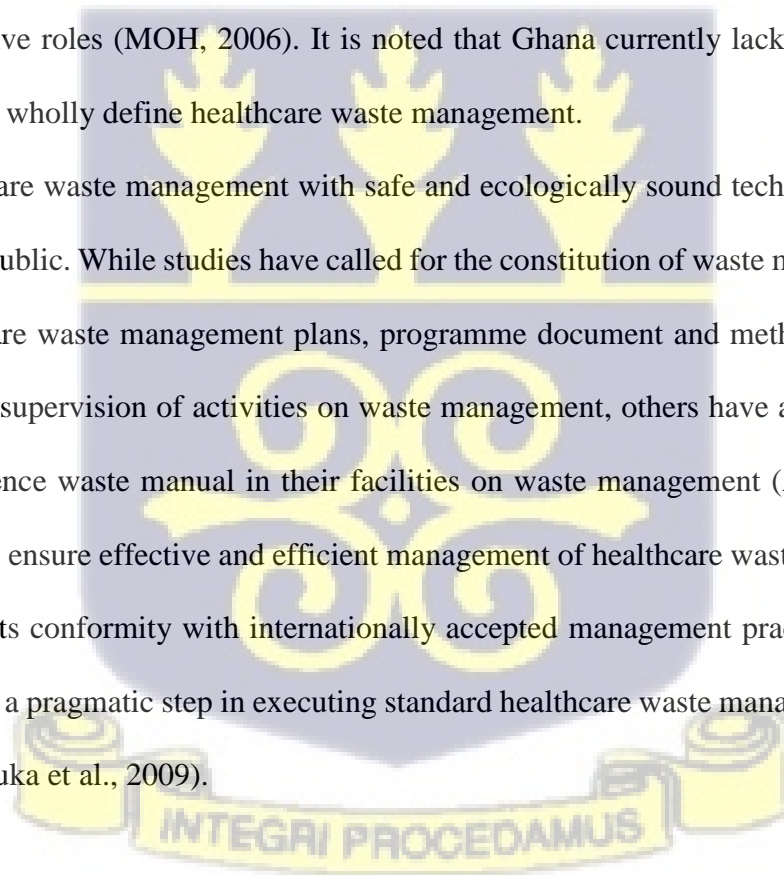 ve roles (MOH, 2006). It is noted that Ghana currently lack
wholly define healthcare waste management.
are waste management with safe and ecologically sound tech
ublic. While studies have called for the constitution of waste m
are waste management plans, programme document and meth
supervision of activities on waste management, others have a
ence waste manual in their facilities on waste management (
ensure effective and efficient management of healthcare wast
ts conformity with internationally accepted management prac
a pragmatic step in executing standard healthcare waste mana
uka et al., 2009).
INTEGRI PROCEDAMUS